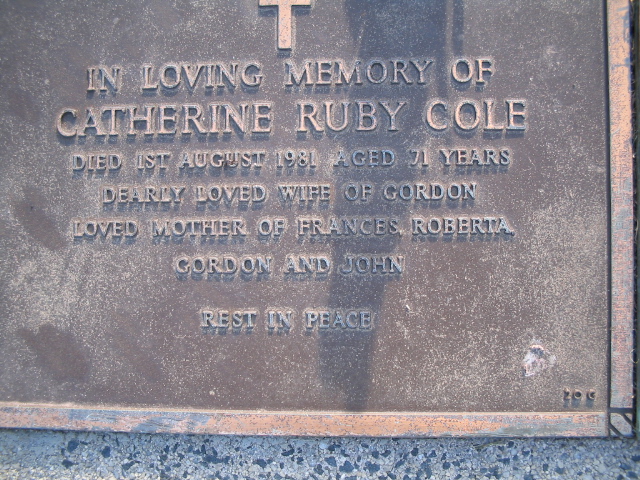 IN LOVING MEMORY OF
CATHERINE RUBY COLE
DIED 1ST AUGUST 1981 AGED 71 YEARS
DEARLY LOVED WIFE OF GORDON
LOVED MOTHER OF FRANCES, ROBERTA,
GORDON AND JOHN
REST IN PEACE